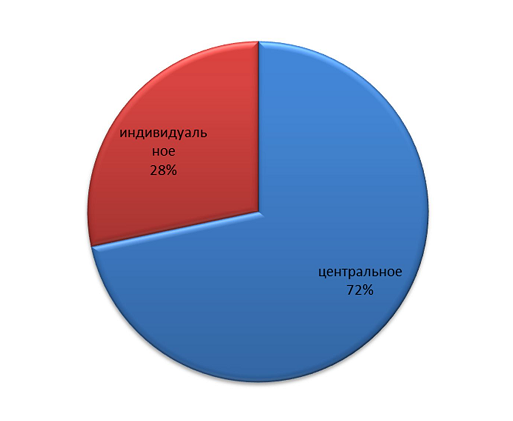 индивидуаль
ное
28%
центральное
72%